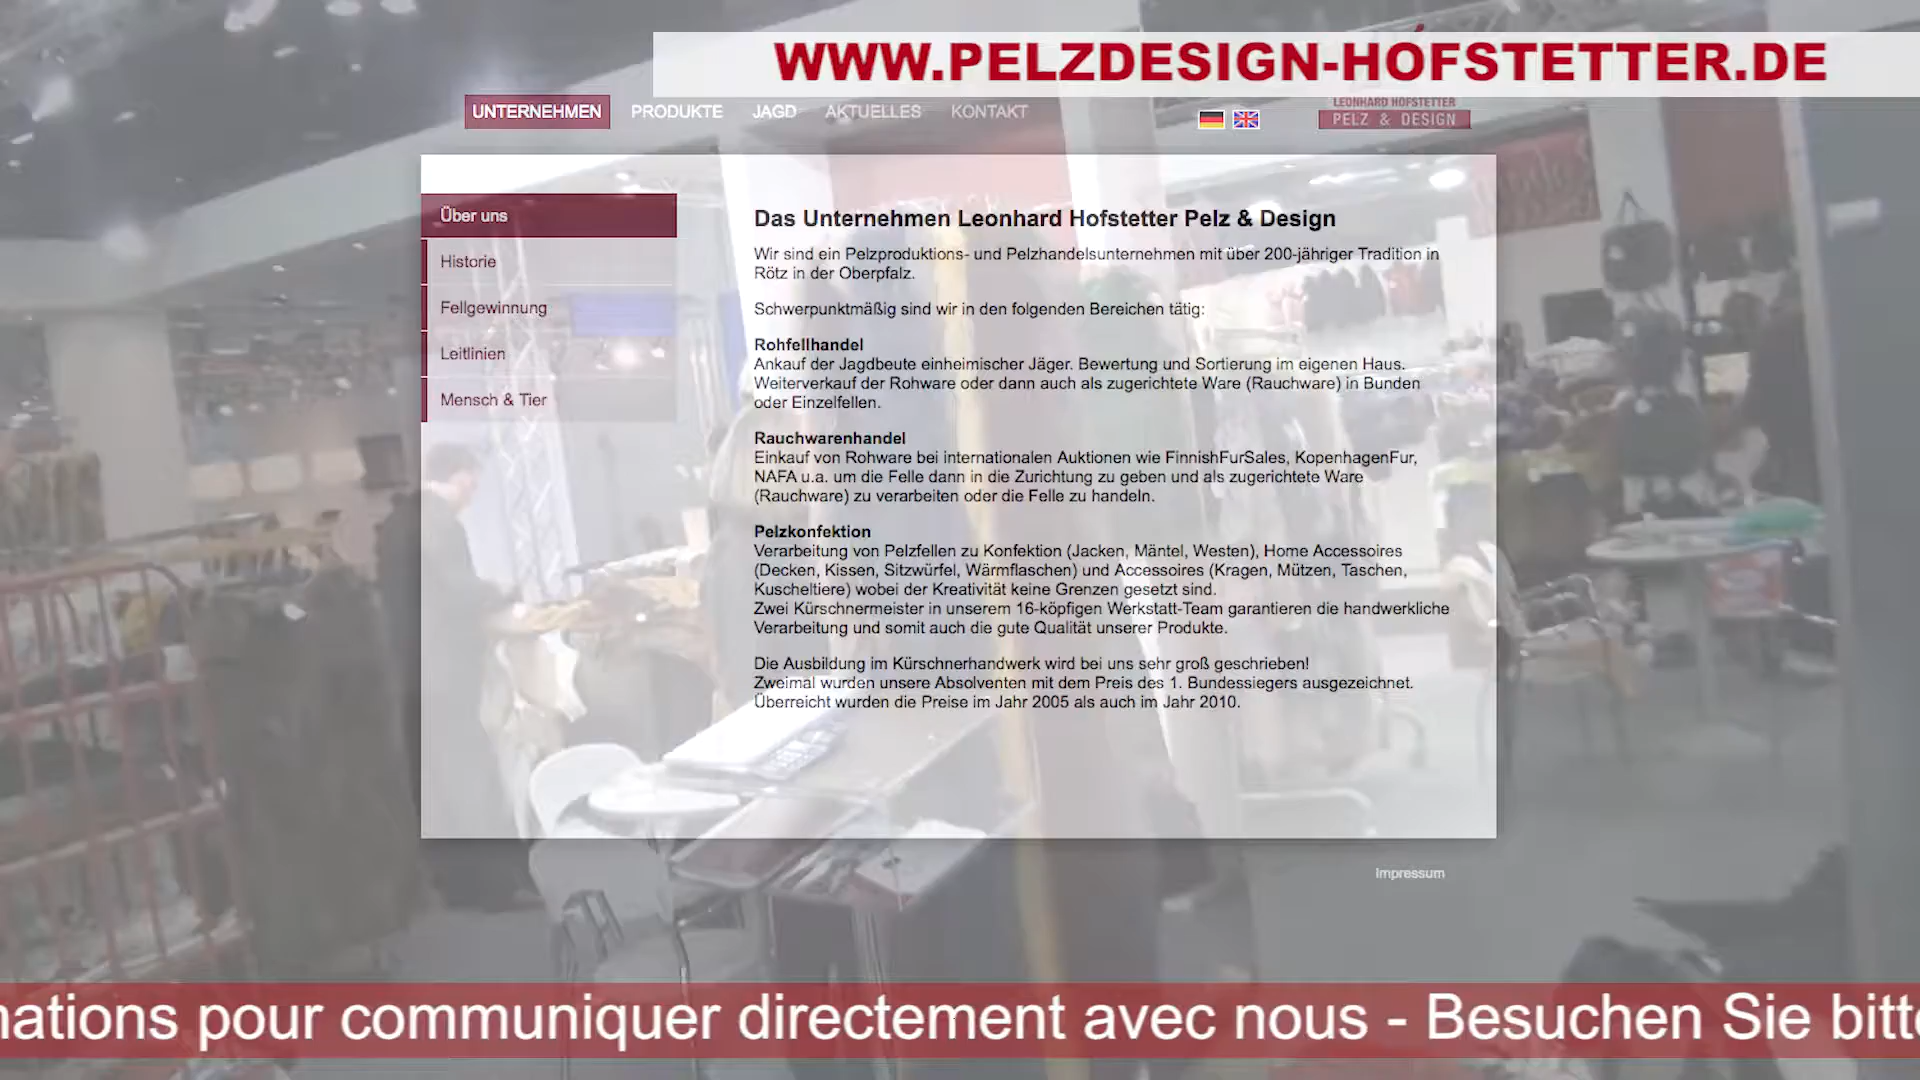 WWW.PELZDESIGN-HOFSTETTER.DE
UNTERNEHMEN PRODUKTE JAGD AKTUELLES KONTAKT
LEONHARD HOFSTETTER
PELZ & DESIGN
Über uns
Historie
Fellgewinnung
Leitlinien
Mensch & Tier
Das Unternehmen Leonhard Hofstetter Pelz & Design
Wir sind ein Pelzproduktions- und Pelzhandelsunternehmen mit über 200-jähriger Tradition in
Rötz in der Oberpfalz.
Schwerpunktmäßig sind wir in den folgenden Bereichen tätig:
Rohfellhandel
Ankauf der Jagdbeute einheimischer Jäger. Bewertung und Sortierung im eigenen Haus.
Weiterverkauf der Rohware oder dann auch als zugerichtete Ware (Rauchware) in Bunden
oder Einzelfellen.
Rauchwarenhandel
Einkauf von Rohware bei internationalen Auktionen wie FinnishFurSales, KopenhagenFur,
NAFA u.a. um die Felle dann in die Zurichtung zu geben und als zugerichtete Ware
(Rauchware) zu verarbeiten oder die Felle zu handeln.
Pelzkonfektion
Verarbeitung von Pelzfellen zu Konfektion (Jacken, Mäntel, Westen), Home Accessoires
(Decken, Kissen, Sitzwürfel, Wärmflaschen) und Accessoires (Kragen, Mützen, Taschen,
Kuscheltiere) wobei der Kreativität keine Grenzen gesetzt sind.
Zwei Kürschnermeister in unserem 16-köpfigen Werkstatt-Team garantieren die handwerkliche
Verarbeitung und somit auch die gute Qualität unserer Produkte.
Die Ausbildung im Kürschnerhandwerk wird bei uns sehr groß geschrieben!
Zweimal wurden unsere Absolventen mit dem Preis des 1. Bundessiegers ausgezeichnet.
Überreicht wurden die Preise im Jahr 2005 als auch im Jahr 2010.
Impressum
nations pour communiquer directement avec nous - Besuchen Sie bitte